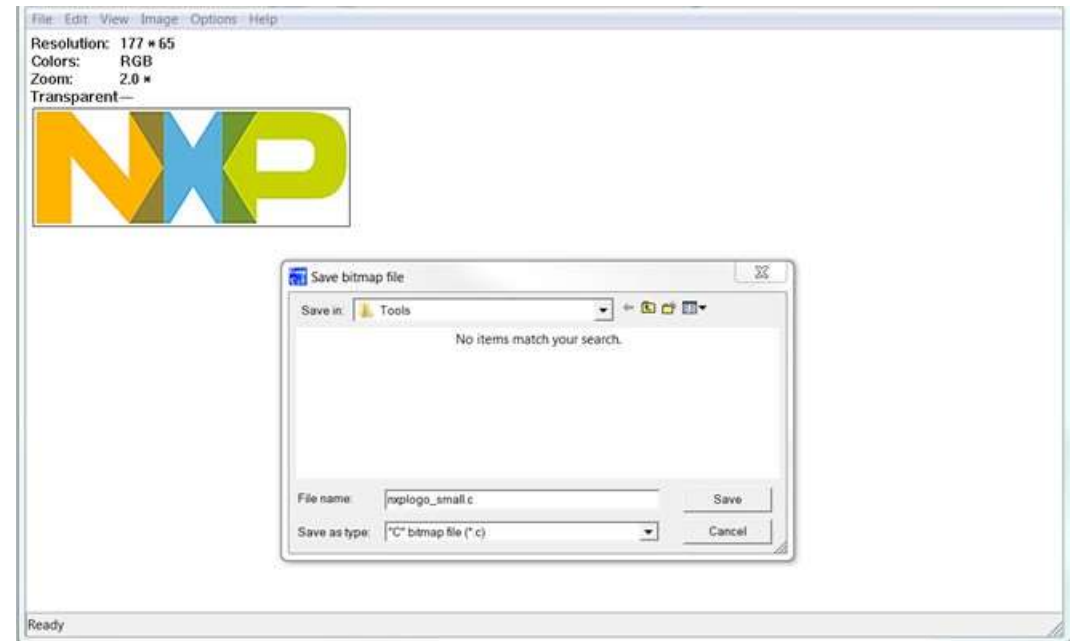 File Edit View Image Options Help
Resolution: 177 * 65
Colors: RGB
Zoom: 2.0 *
Transparent—
NXP
Save bitmap file
Save in: Tools
No items match your search.
File name: nxplogo_small.c Save
Save as type: "C" bitmap file (*.c) Cancel
Ready